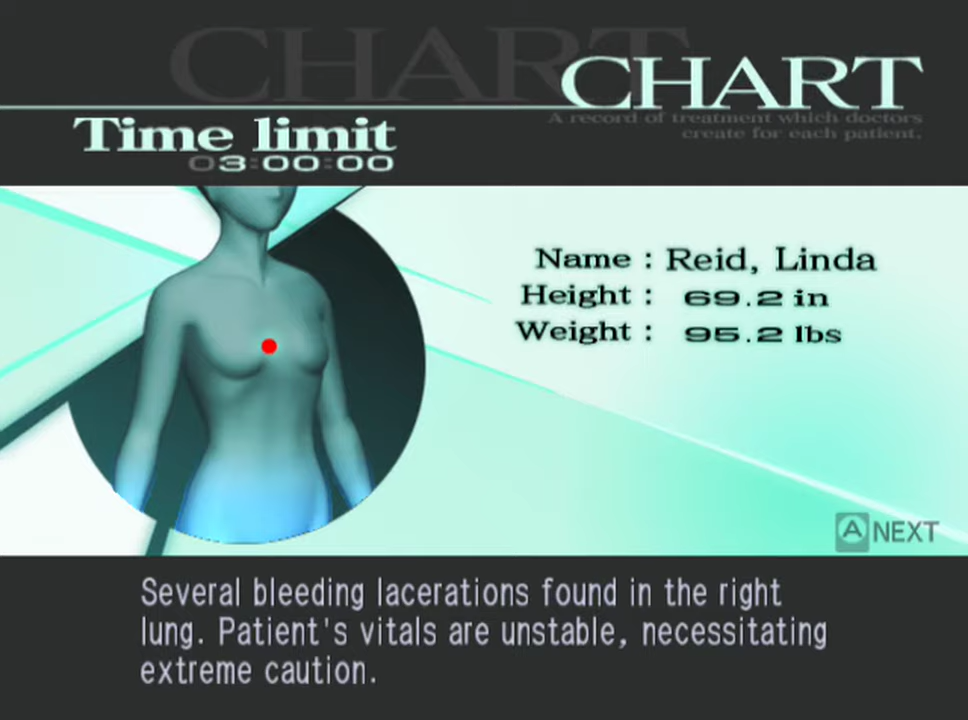 CHART
CHART
A record of treatment which doctors
create for each patient.
Time limit
03:00:00
Name : Reid, Linda
Height : 69.2 in
Weight : 95.2 lbs
A NEXT
Several bleeding lacerations found in the right
lung. Patient's vitals are unstable, necessitating
extreme caution.